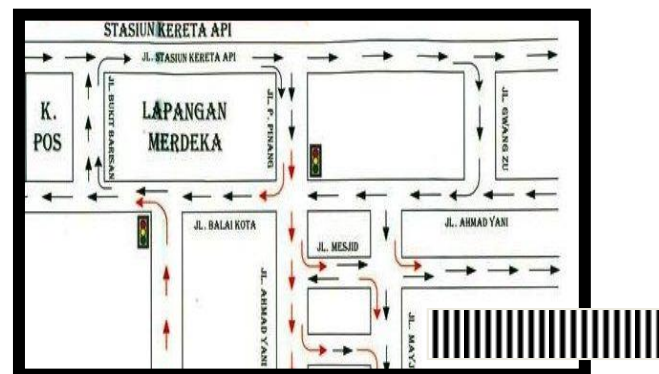 STASIUN KERETA API
JL. STASIUN KERETA API
K.
POS
JL. BUKIT BARISAN
LAPANGAN
MERDEKA
JL. P. PINANG
JL. GWANG ZU
JL. BALAI KOTA
JL. AHMAD YANI
JL. MESJID
JL. AHMAD YANI
JL. MAYJ